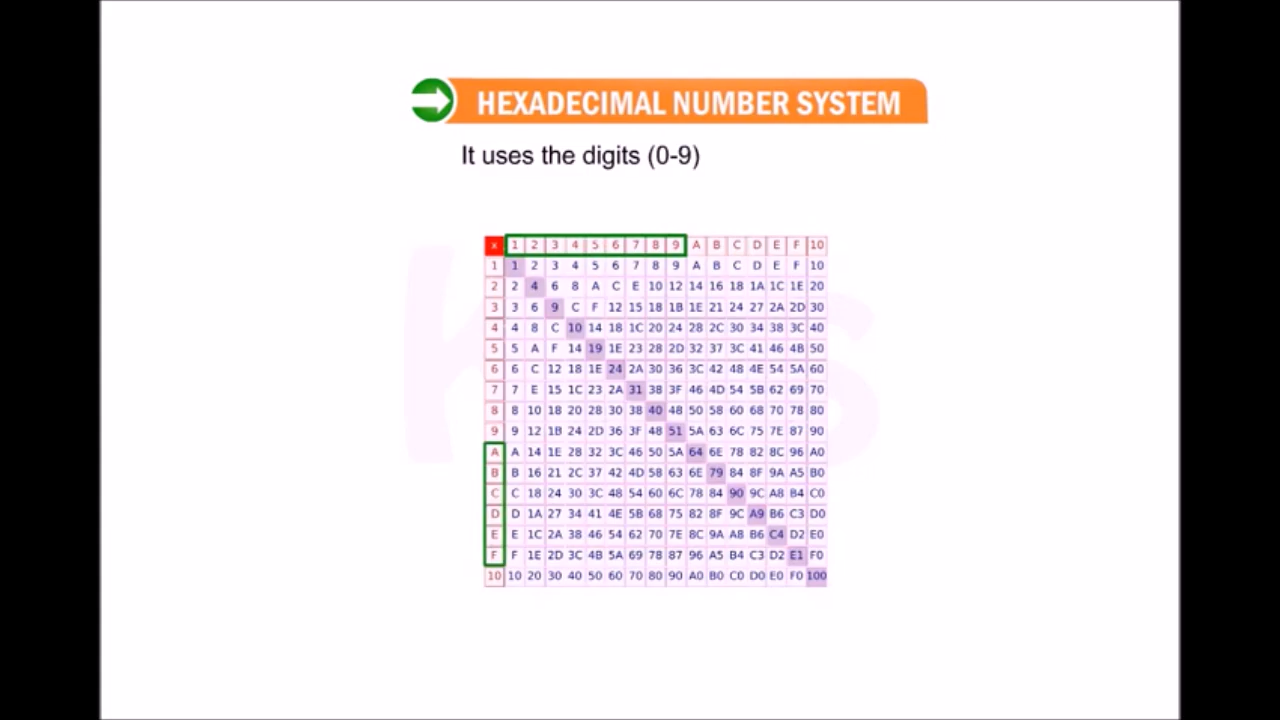 HEXADECIMAL NUMBER SYSTEM
It uses the digits (0-9)
x 1 2 3 4 5 6 7 8 9 A B C D E F 10
1 1 2 3 4 5 6 7 8 9 A B C D E F 10
2 2 4 6 8 A C E 10 12 14 16 18 1A 1C 1E 20
3 3 6 9 C F 12 15 18 1B 1E 21 24 27 2A 2D 30
4 4 8 C 10 14 18 1C 20 24 28 2C 30 34 38 3C 40
5 5 A F 14 19 1E 23 28 2D 32 37 3C 41 46 4B 50
6 6 C 12 18 1E 24 2A 30 36 3C 42 48 4E 54 5A 60
7 7 E 15 1C 23 2A 31 38 3F 46 4D 54 5B 62 69 70
8 8 10 18 20 28 30 38 40 48 50 58 60 68 70 78 80
9 9 12 1B 24 2D 36 3F 48 51 5A 63 6C 75 7E 87 90
A A 14 1E 28 32 3C 46 50 5A 64 6E 78 82 8C 96 A0
B B 16 21 2C 37 42 4D 58 63 6E 79 84 8F 9A A5 B0
C C 18 24 30 3C 48 54 60 6C 78 84 90 9C A8 B4 C0
D D 1A 27 34 41 4E 5B 68 75 82 8F 9C A9 B6 C3 D0
E E 1C 2A 38 46 54 62 70 7E 8C 9A A8 B6 C4 D2 E0
F F 1E 2D 3C 4B 5A 69 78 87 96 A5 B4 C3 D2 E1 F0
10 10 20 30 40 50 60 70 80 90 A0 B0 C0 D0 E0 F0 100